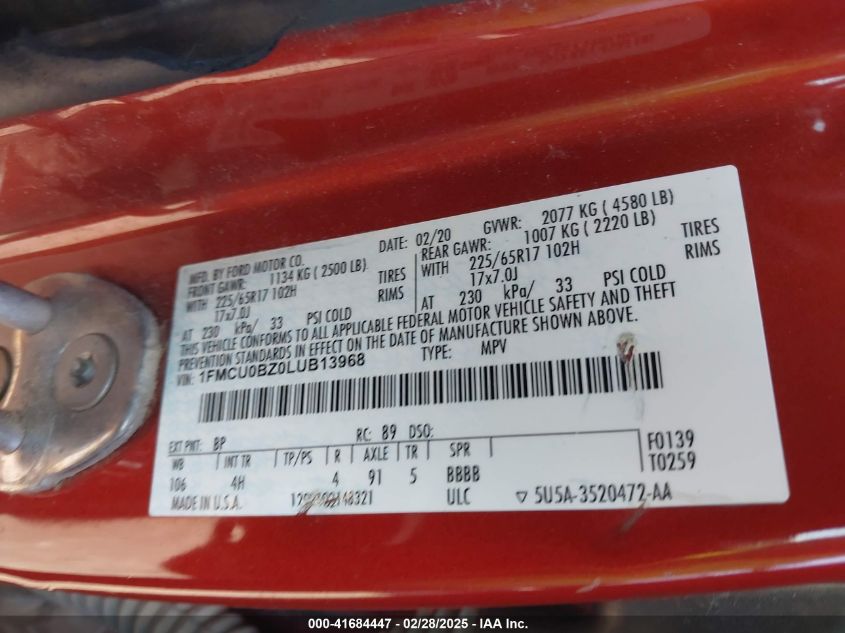 MFD. BY FORD MOTOR CO. DATE: 02/20 GVWR: 2077 KG ( 4580 LB)
FRONT GAWR: 1134 KG ( 2500 LB) REAR GAWR: 1007 KG ( 2220 LB)
WITH 225/65R17 102H TIRES WITH 225/65R17 102H TIRES
17x7.0J RIMS 17x7.0J RIMS
AT 230 kPa/ 33 PSI COLD AT 230 kPa/ 33 PSI COLD
THIS VEHICLE CONFORMS TO ALL APPLICABLE FEDERAL MOTOR VEHICLE SAFETY AND THEFT
PREVENTION STANDARDS IN EFFECT ON THE DATE OF MANUFACTURE SHOWN ABOVE.
VIN: 1FMCU0BZ0LUB13968 TYPE: MPV
EXT PNT: BP RC: 89 DSO: F0139
WB INT TR TP/PS R AXLE TR SPR T0259
106 4H 4 91 5 BBBB
MADE IN U.S.A. ULC 5U5A-3520472-AA
000-41684447 / 02/28/2025 - IAA Inc.